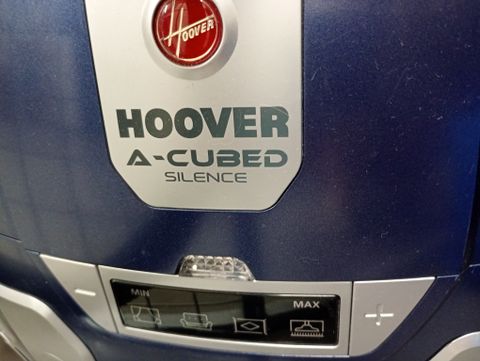 HOOVER
HOOVER
A-CUBED
SILENCE
MIN
MAX
- +